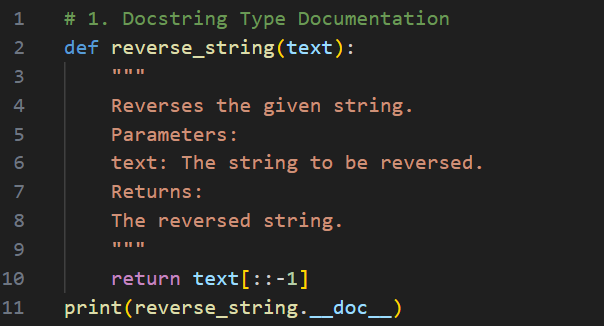 1 # 1. Docstring Type Documentation
2 def reverse_string(text):
3     """
4     Reverses the given string.
5     Parameters:
6     text: The string to be reversed.
7     Returns:
8     The reversed string.
9     """
10     return text[::-1]
11 print(reverse_string.__doc__)